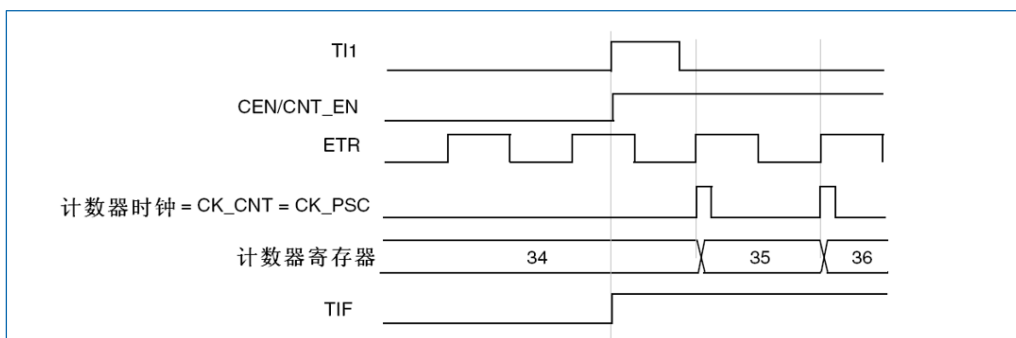 TI1
CEN/CNT_EN
ETR
计数器时钟 = CK_CNT = CK_PSC
计数器寄存器 34 35 36
TIF